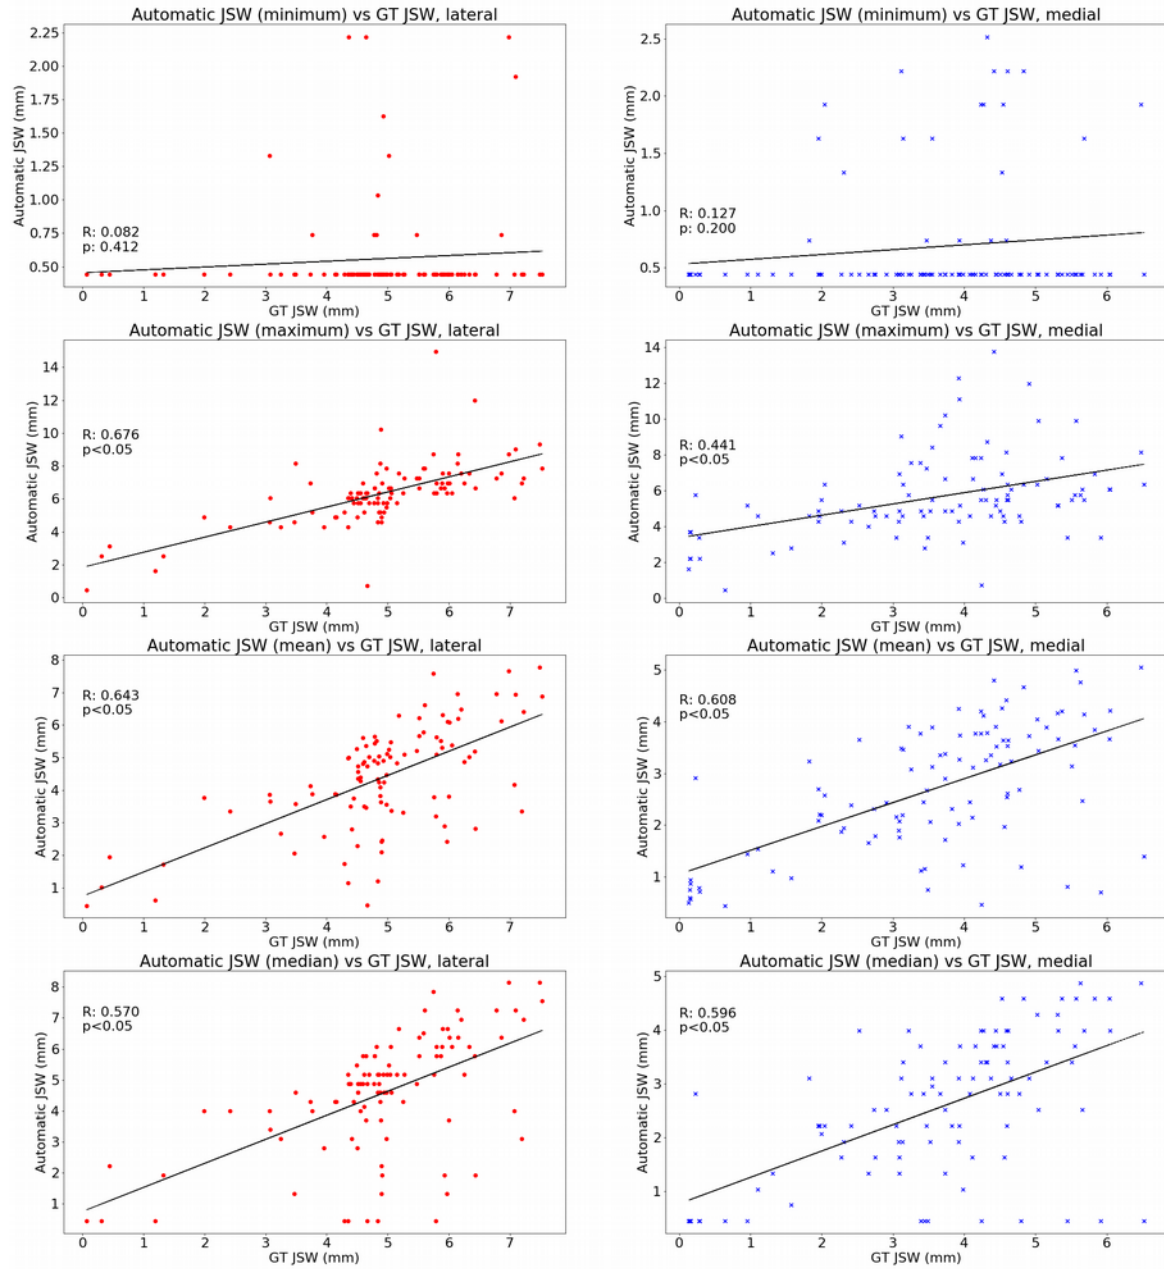 Automatic JSW (minimum) vs GT JSW, lateral
Automatic JSW (mm)
2.25
2.00
1.75
1.50
1.25
1.00
0.75
0.50
R: 0.082
p: 0.412
0 1 2 3 4 5 6 7
GT JSW (mm)
Automatic JSW (minimum) vs GT JSW, medial
Automatic JSW (mm)
2.5
2.0
1.5
1.0
0.5
R: 0.127
p: 0.200
0 1 2 3 4 5 6
GT JSW (mm)
Automatic JSW (maximum) vs GT JSW, lateral
Automatic JSW (mm)
14
12
10
8
6
4
2
0
R: 0.676
p<0.05
0 1 2 3 4 5 6 7
GT JSW (mm)
Automatic JSW (maximum) vs GT JSW, medial
Automatic JSW (mm)
14
12
10
8
6
4
2
0
R: 0.441
p<0.05
0 1 2 3 4 5 6
GT JSW (mm)
Automatic JSW (mean) vs GT JSW, lateral
Automatic JSW (mm)
8
7
6
5
4
3
2
1
R: 0.643
p<0.05
0 1 2 3 4 5 6 7
GT JSW (mm)
Automatic JSW (mean) vs GT JSW, medial
Automatic JSW (mm)
5
4
3
2
1
R: 0.608
p<0.05
0 1 2 3 4 5 6
GT JSW (mm)
Automatic JSW (median) vs GT JSW, lateral
Automatic JSW (mm)
8
7
6
5
4
3
2
1
R: 0.570
p<0.05
0 1 2 3 4 5 6 7
GT JSW (mm)
Automatic JSW (median) vs GT JSW, medial
Automatic JSW (mm)
5
4
3
2
1
R: 0.596
p<0.05
0 1 2 3 4 5 6
GT JSW (mm)